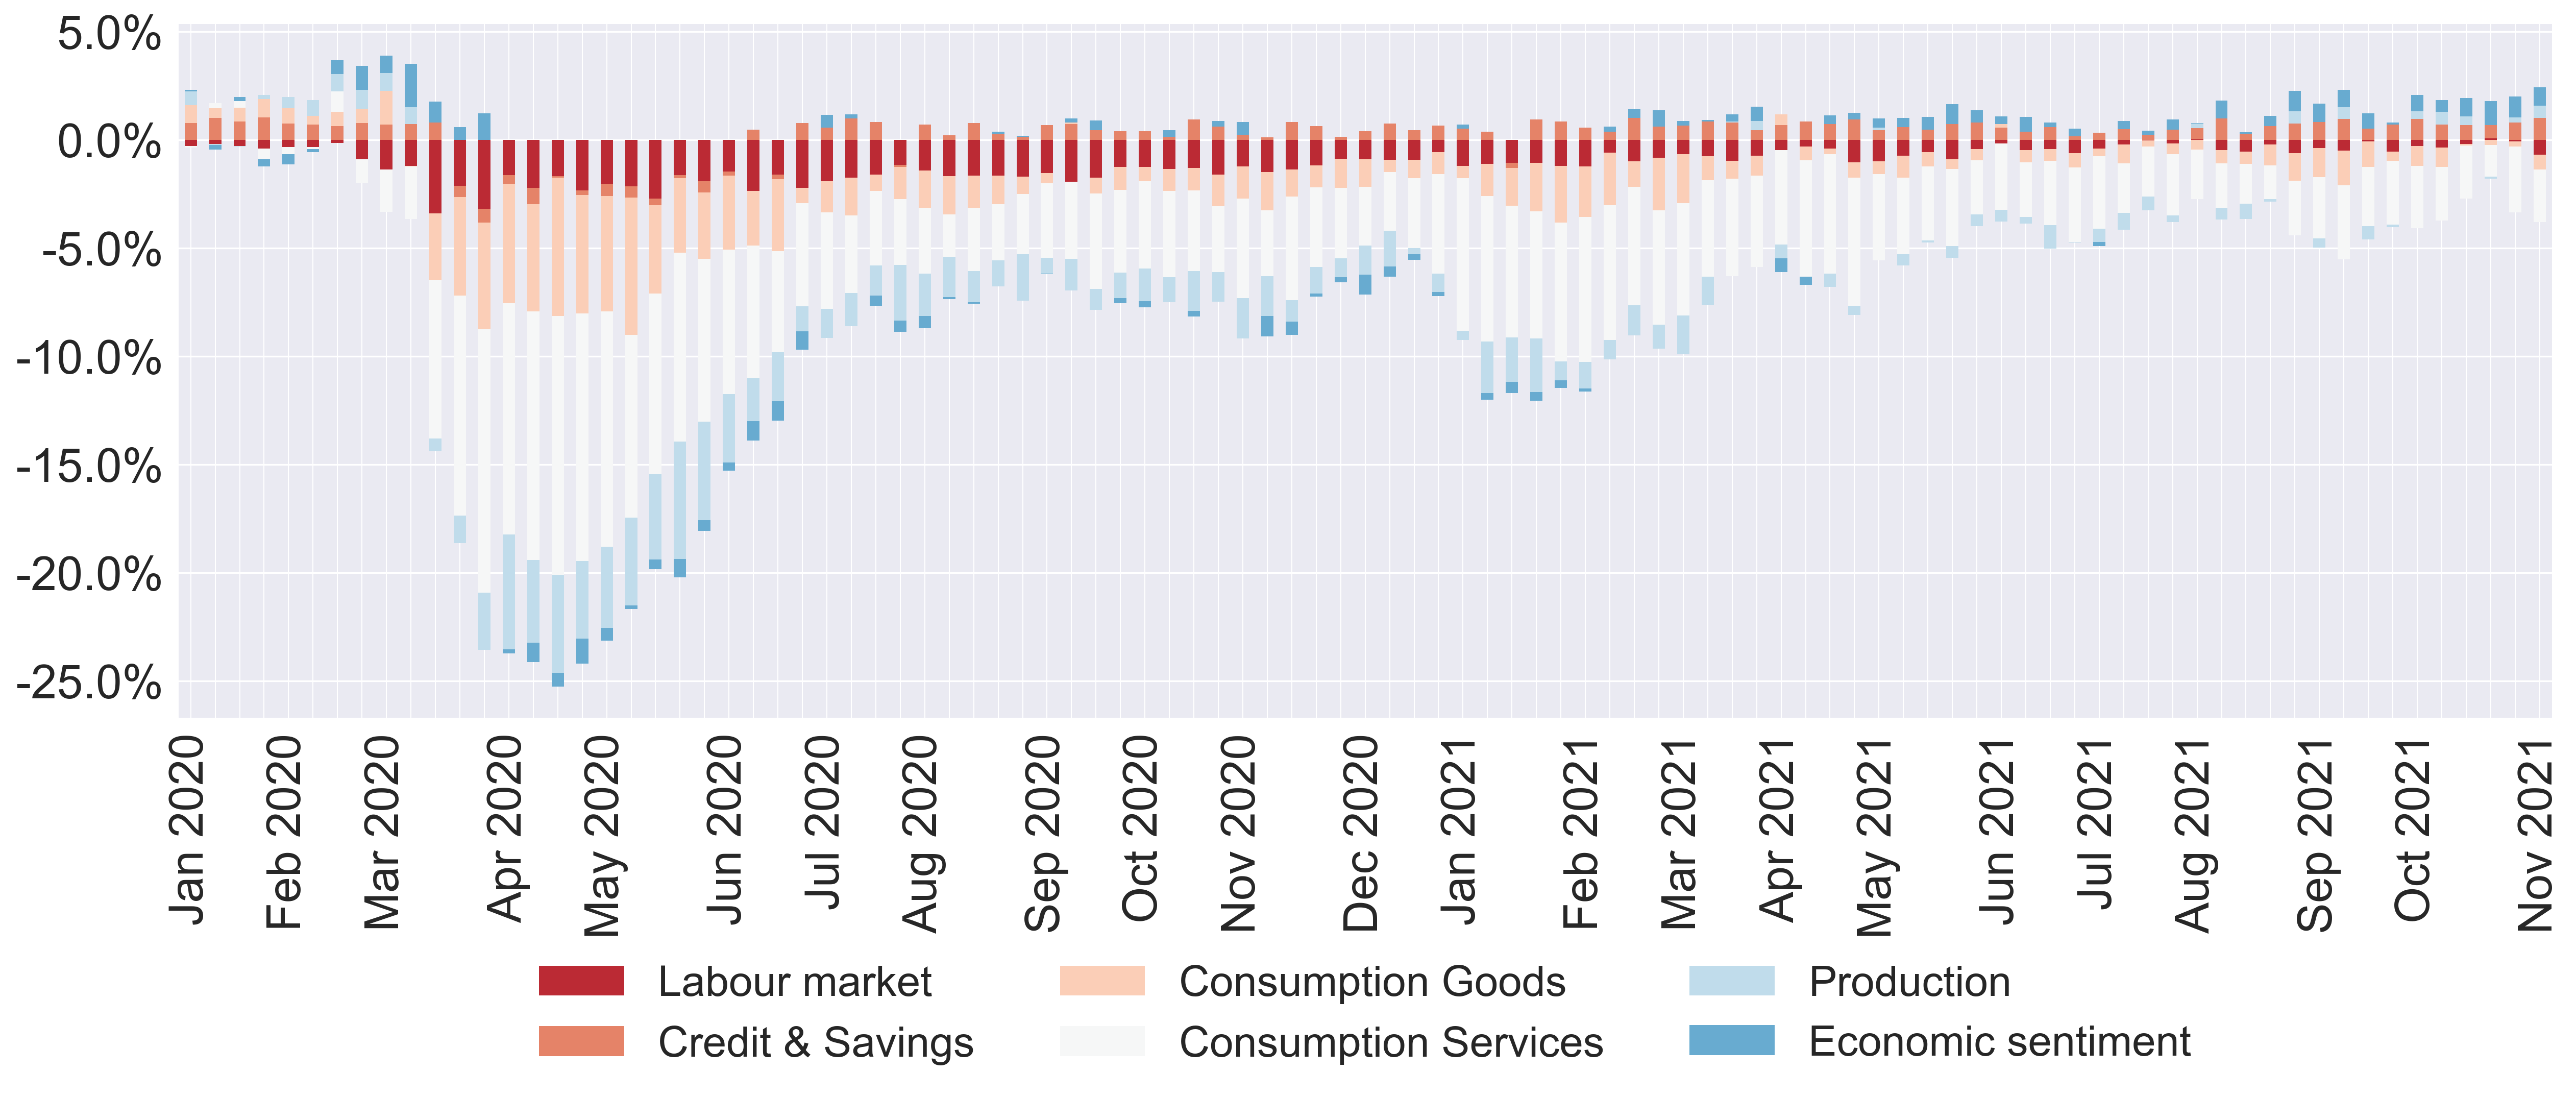 5.0%
0.0%
-5.0%
-10.0%
-15.0%
-20.0%
-25.0%
Jan 2020
Feb 2020
Mar 2020
Apr 2020
May 2020
Jun 2020
Jul 2020
Aug 2020
Sep 2020
Oct 2020
Nov 2020
Dec 2020
Jan 2021
Feb 2021
Mar 2021
Apr 2021
May 2021
Jun 2021
Jul 2021
Aug 2021
Sep 2021
Oct 2021
Nov 2021
Labour market
Consumption Goods
Production
Credit & Savings
Consumption Services
Economic sentiment